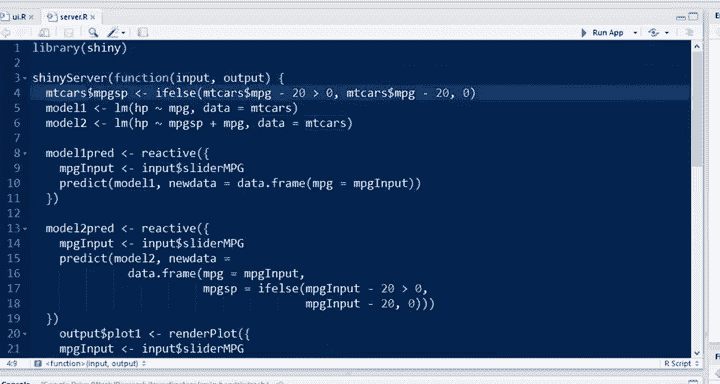 ui.R
server.R
Run App
1 library(shiny)
2
3 shinyServer(function(input, output) {
4 mtcars$mpgsp <- ifelse(mtcars$mpg - 20 > 0, mtcars$mpg - 20, 0)
5 model1 <- lm(hp ~ mpg, data = mtcars)
6 model2 <- lm(hp ~ mpgsp + mpg, data = mtcars)
7
8 model1pred <- reactive({
9 mpgInput <- input$sliderMPG
10 predict(model1, newdata = data.frame(mpg = mpgInput))
11 })
12
13 model2pred <- reactive({
14 mpgInput <- input$sliderMPG
15 predict(model2, newdata =
16 data.frame(mpg = mpgInput,
17 mpgsp = ifelse(mpgInput - 20 > 0,
18 mpgInput - 20, 0)))
19 })
20 output$plot1 <- renderPlot({
21 mpgInput <- input$sliderMPG
4:9 <function>(input, output) R Script